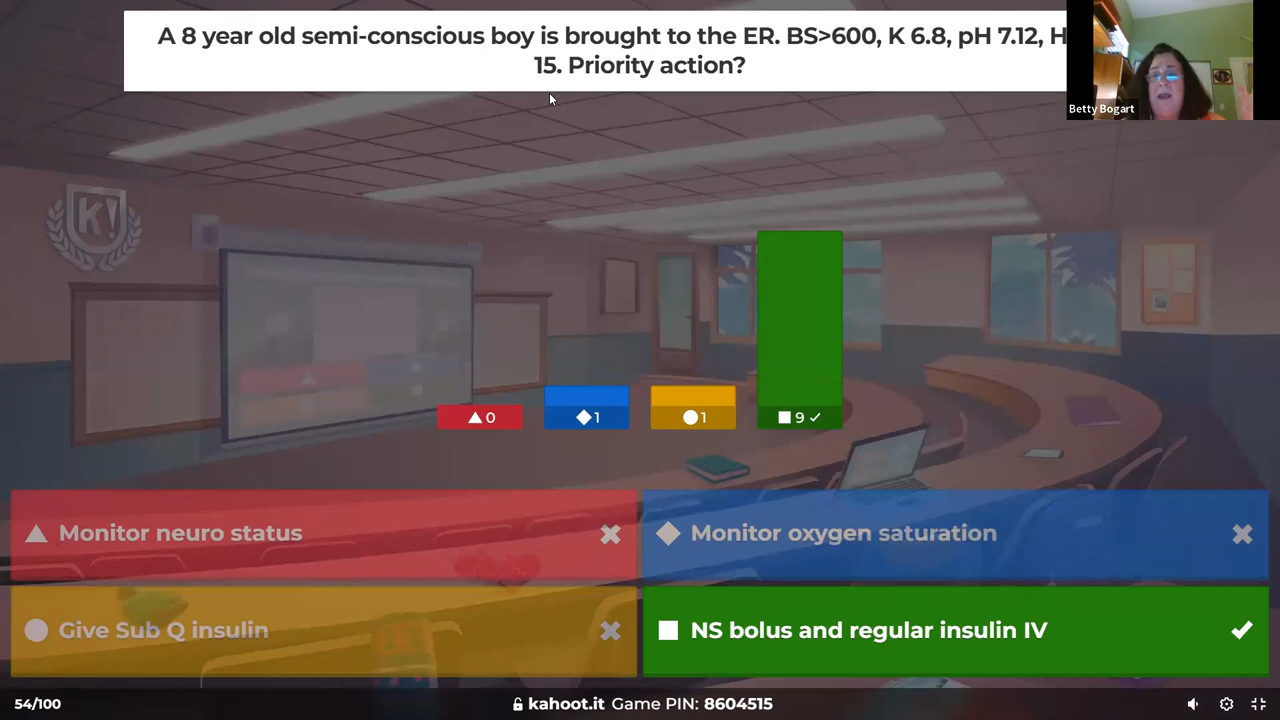 A 8 year old semi-conscious boy is brought to the ER. BS>600, K 6.8, pH 7.12,
15. Priority action?
Betty Bogart
K!
0
1
1
9
Monitor neuro status
Monitor oxygen saturation
Give Sub Q insulin
NS bolus and regular insulin IV
54/100
kahoot.it Game PIN: 8604515